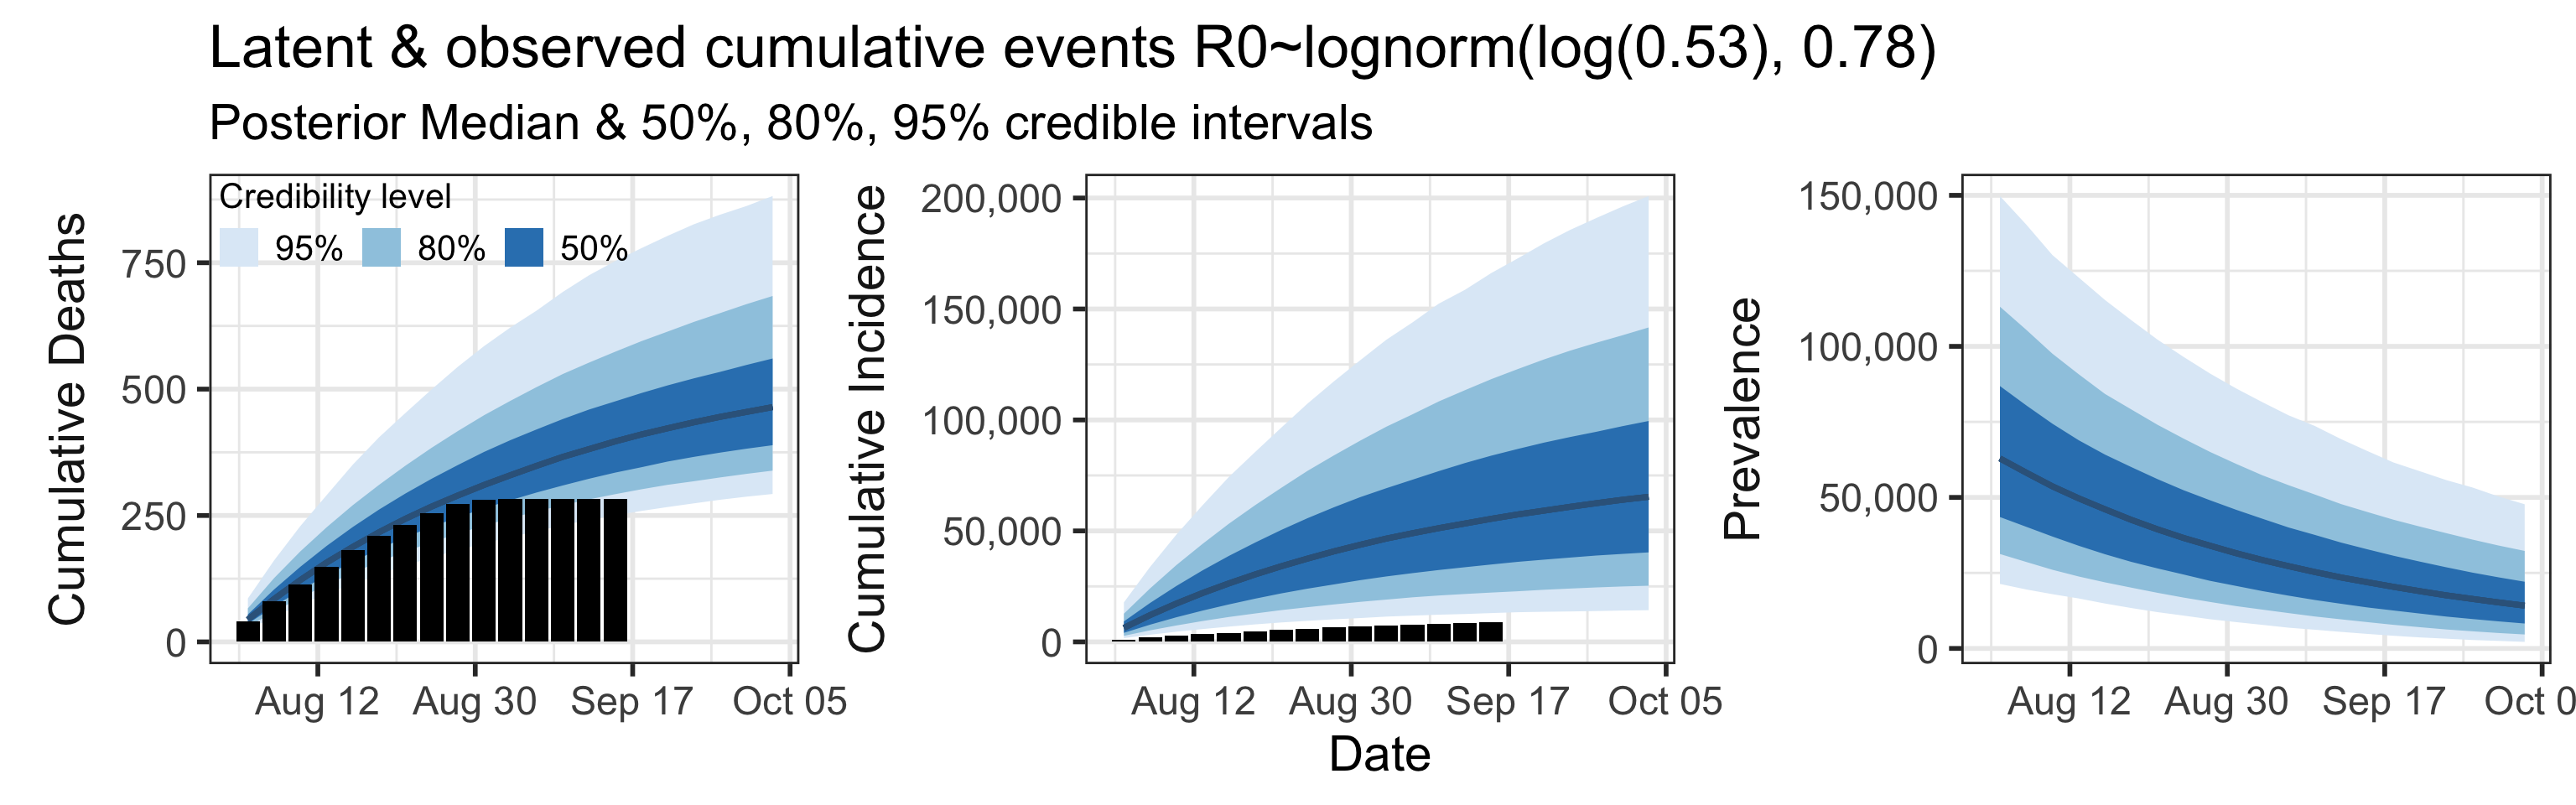 Latent & observed cumulative events R0~lognorm(log(0.53), 0.78)
Posterior Median & 50%, 80%, 95% credible intervals
Cumulative Deaths
Credibility level
95% 80% 50%
750
500
250
0
Aug 12 Aug 30 Sep 17 Oct 05
Cumulative Incidence
200,000
150,000
100,000
50,000
0
Aug 12 Aug 30 Sep 17 Oct 05
Date
Prevalence
150,000
100,000
50,000
0
Aug 12 Aug 30 Sep 17 Oct 0